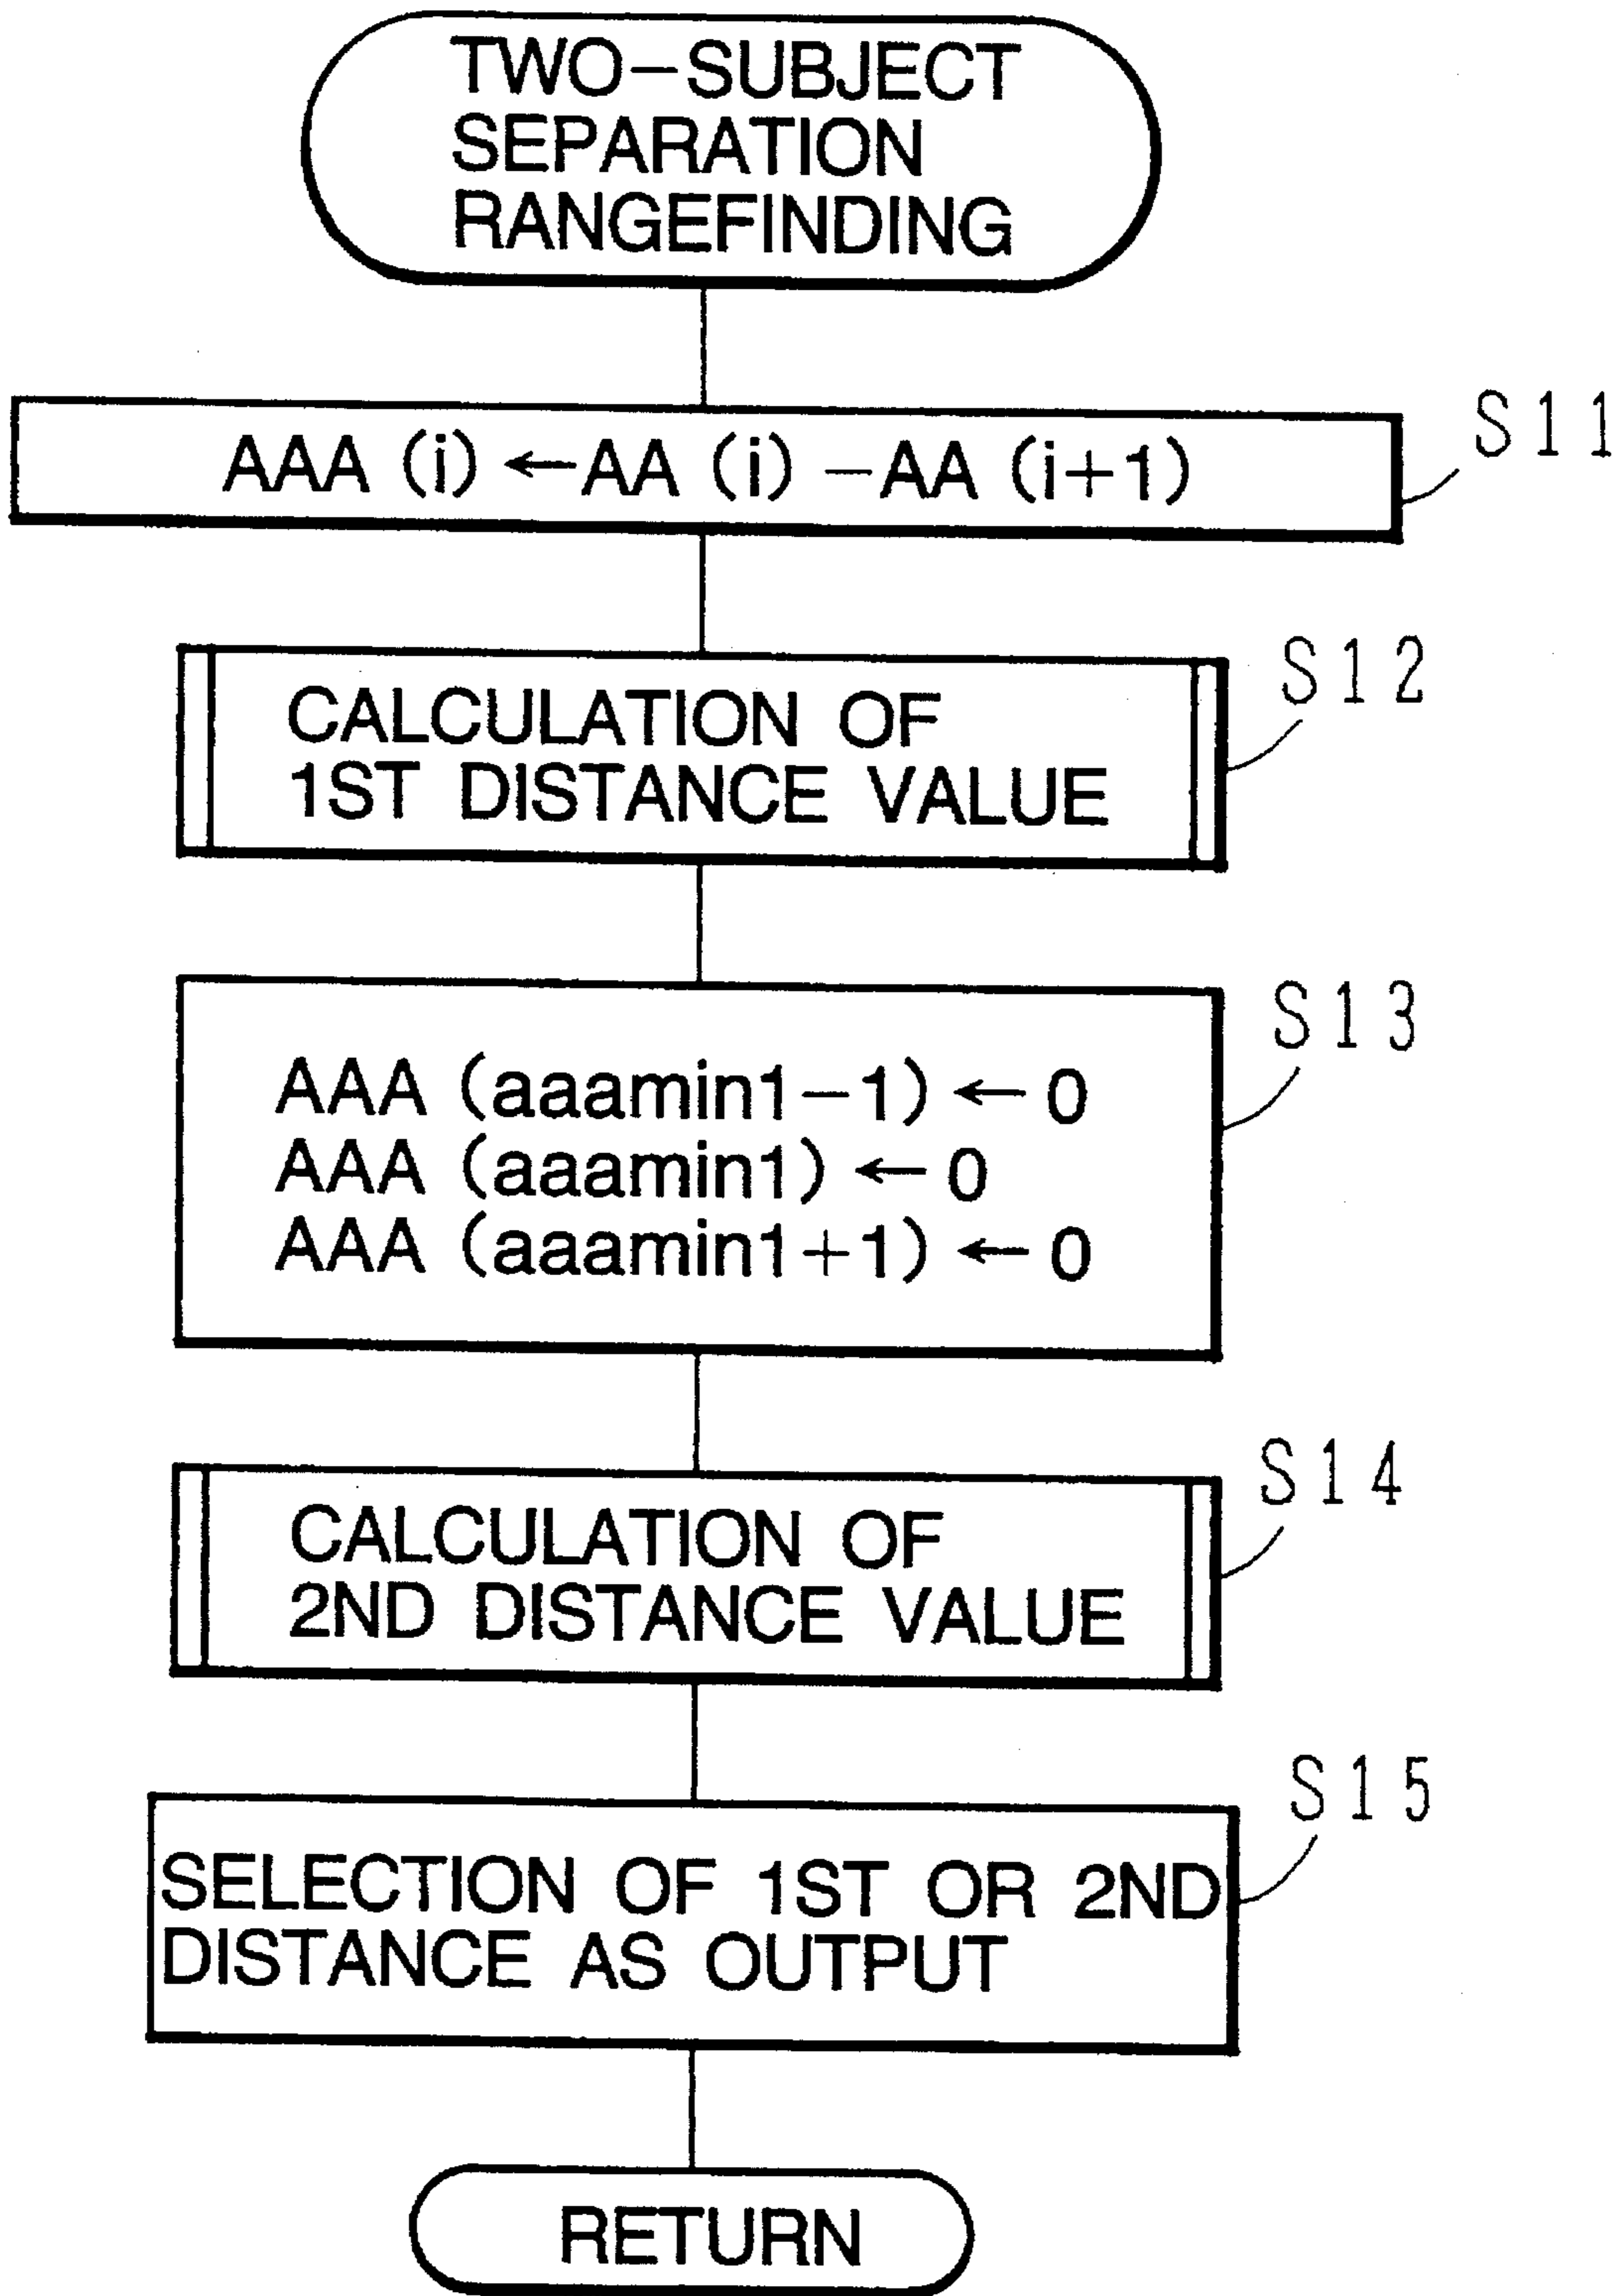 TWO-SUBJECT
SEPARATION
RANGEFINDING
S11
AAA (i) ←AA (i) −AA (i+1)
S12
CALCULATION OF
1ST DISTANCE VALUE
S13
AAA (aaamin1−1) ← 0
AAA (aaamin1) ← 0
AAA (aaamin1+1) ← 0
S14
CALCULATION OF
2ND DISTANCE VALUE
S15
SELECTION OF 1ST OR 2ND
DISTANCE AS OUTPUT
RETURN